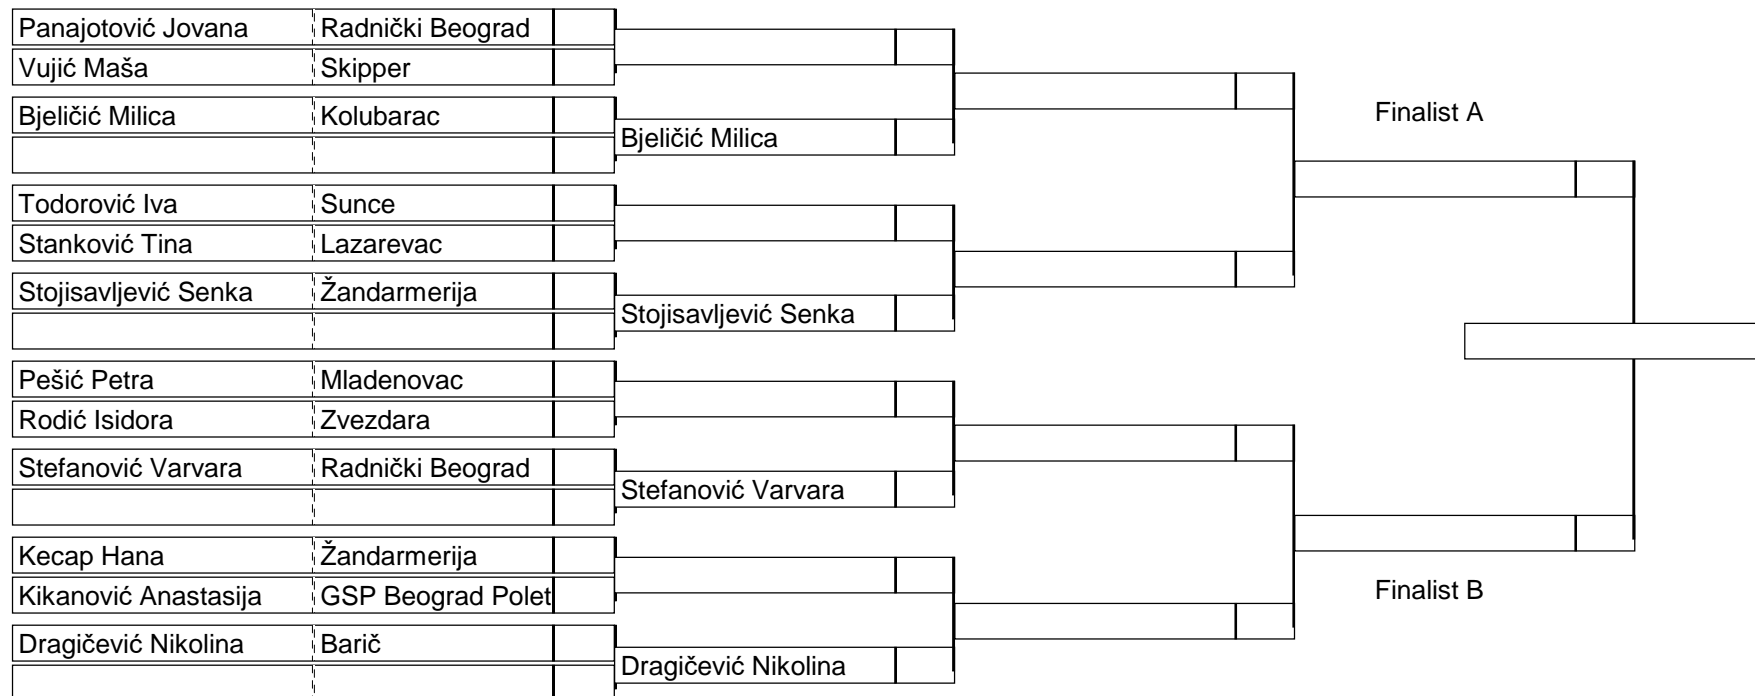 Panajotović Jovana Radnički Beograd
Vujić Maša Skipper
Bjeličić Milica Kolubarac
Bjeličić Milica
Finalist A
Todorović Iva Sunce
Stanković Tina Lazarevac
Stojisavljević Senka Žandarmerija
Stojisavljević Senka
Pešić Petra Mladenovac
Rodić Isidora Zvezdara
Stefanović Varvara Radnički Beograd
Stefanović Varvara
Kecap Hana Žandarmerija
Kikanović Anastasija GSP Beograd Polet
Finalist B
Dragičević Nikolina Barič
Dragičević Nikolina